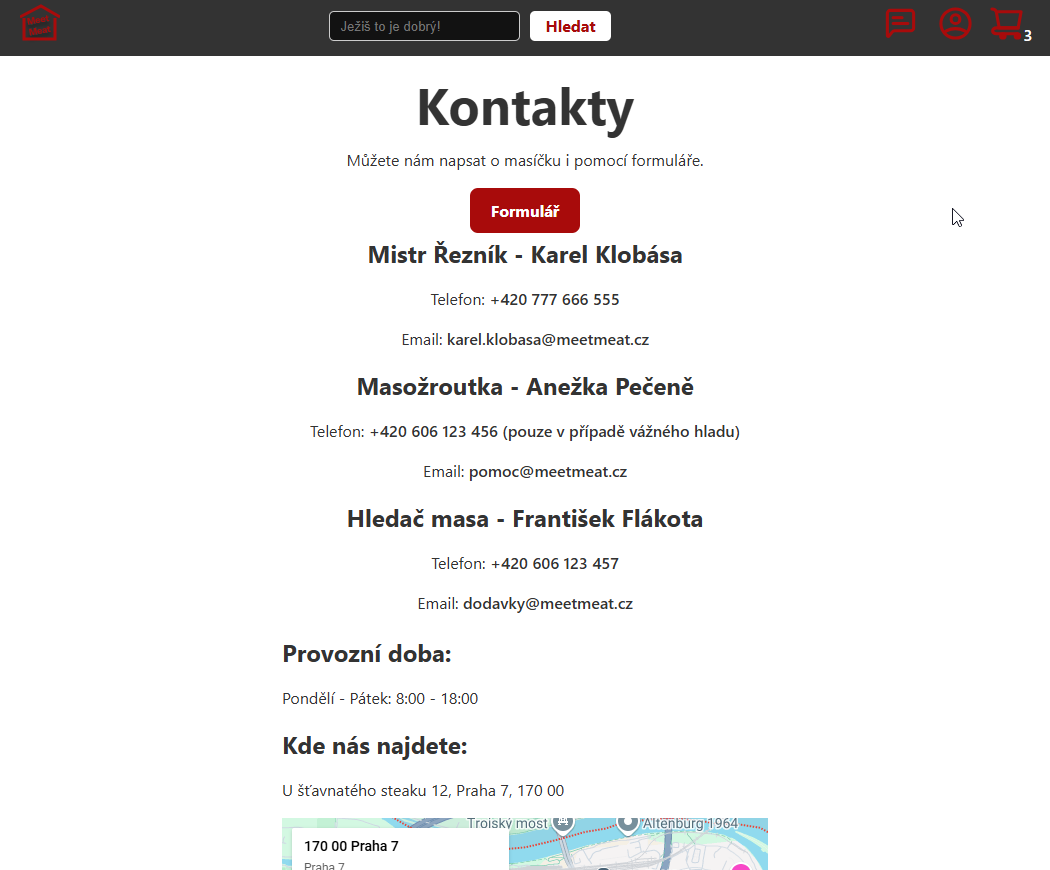 Meet
Meat
Ježiš to je dobrý!
Hledat
3
Kontakty
Můžete nám napsat o masíčku i pomocí formuláře.
Formulář
Mistr Řezník - Karel Klobása
Telefon: +420 777 666 555
Email: karel.klobasa@meetmeat.cz
Masožroutka - Anežka Pečeně
Telefon: +420 606 123 456 (pouze v případě vážného hladu)
Email: pomoc@meetmeat.cz
Hledač masa - František Flákota
Telefon: +420 606 123 457
Email: dodavky@meetmeat.cz
Provozní doba:
Pondělí - Pátek: 8:00 - 18:00
Kde nás najdete:
U šťavnatého steaku 12, Praha 7, 170 00
Trojský most
Altenburg 1964
170 00 Praha 7
Praha 7